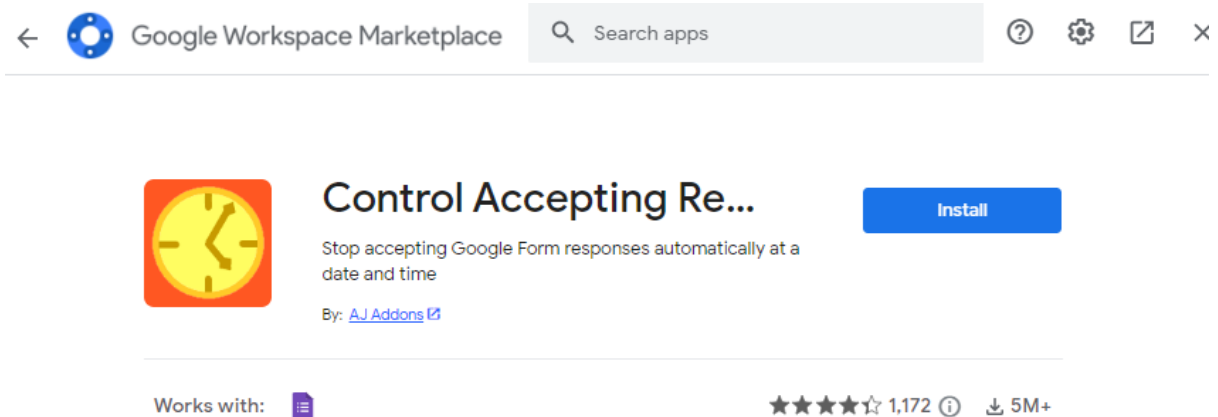 Google Workspace Marketplace
Search apps
Control Accepting Re...
Install
Stop accepting Google Form responses automatically at a
date and time
By: AJ Addons
Works with:
1,172
5M+